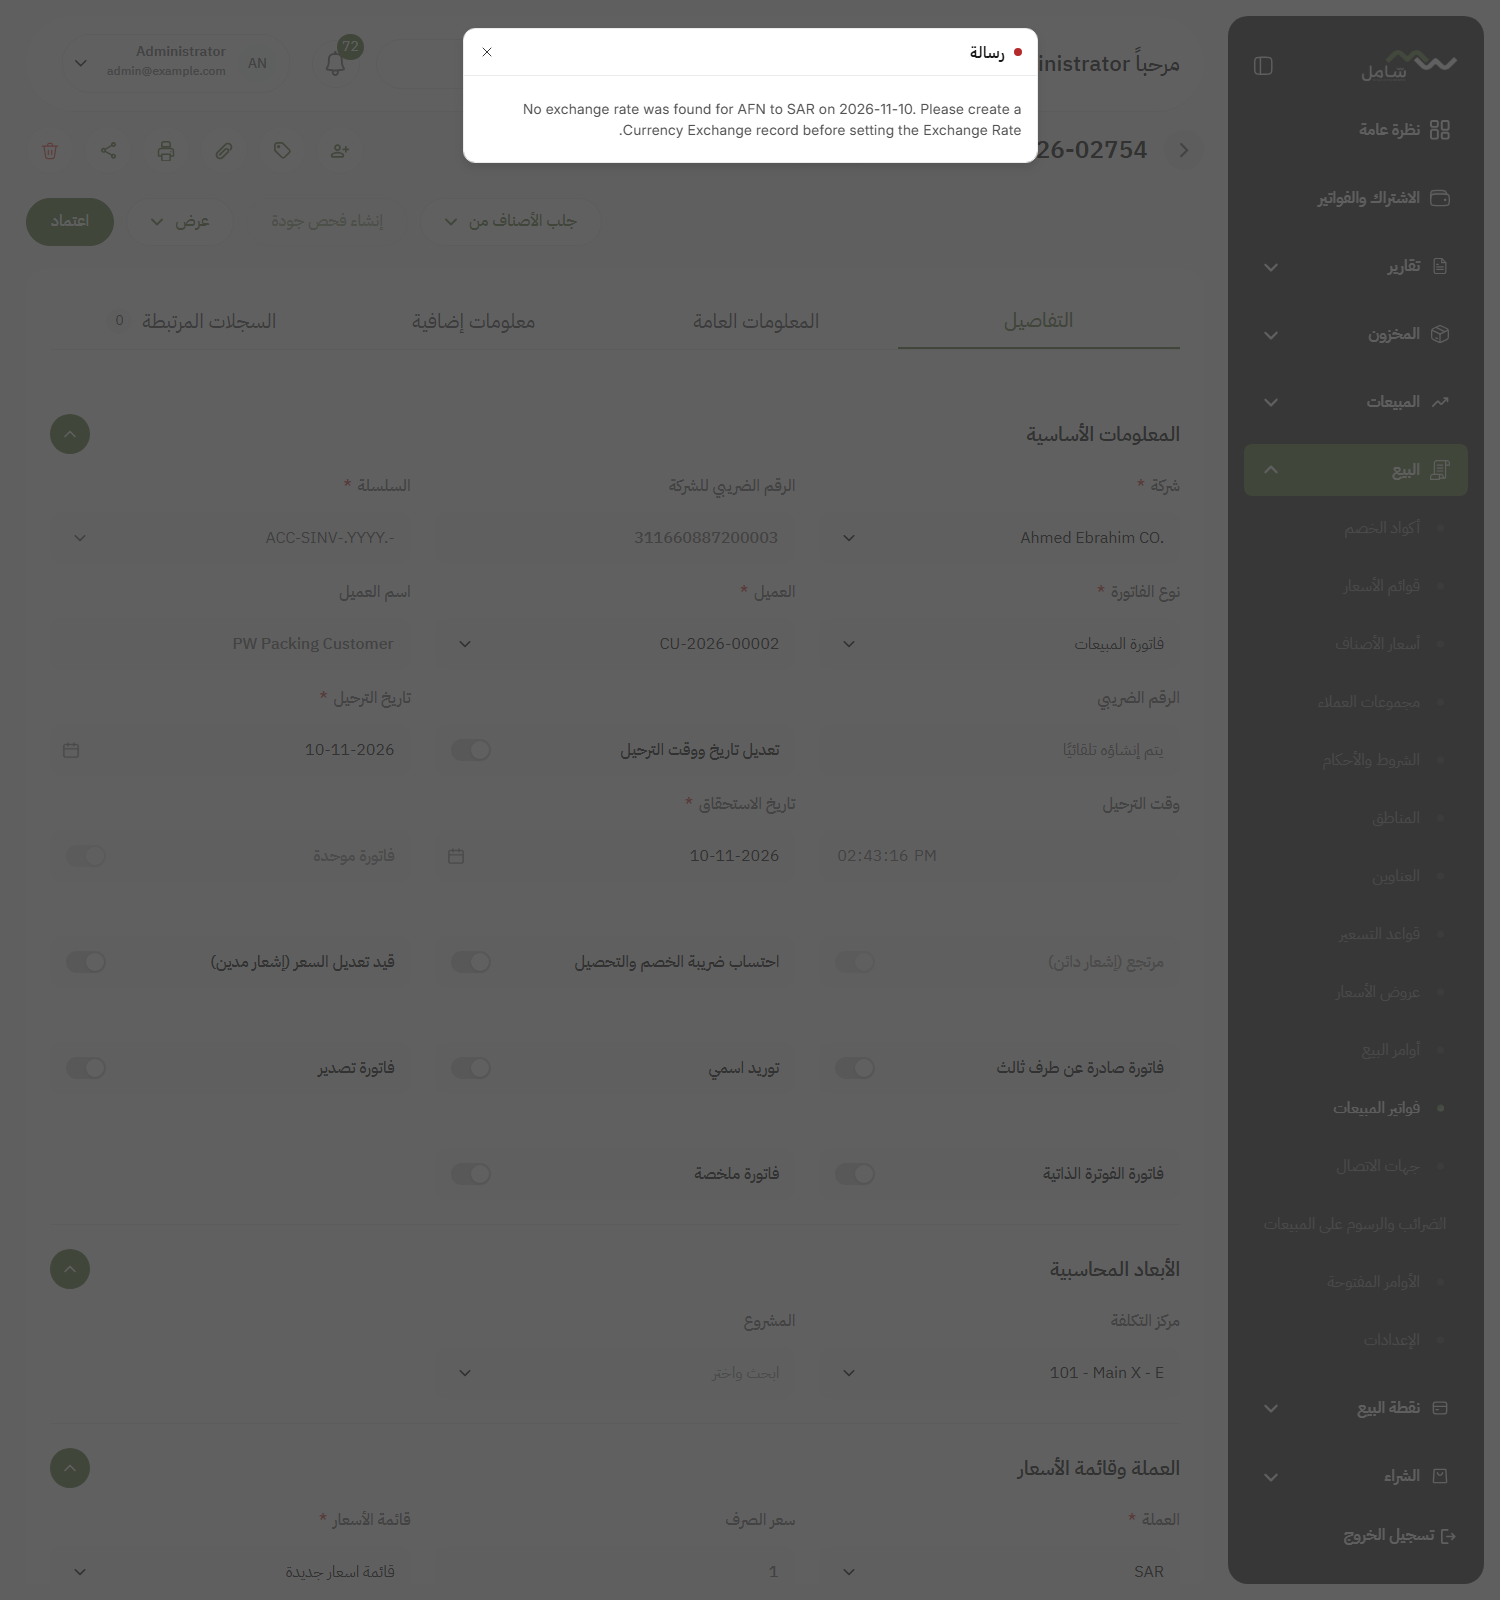 رسالة
No exchange rate was found for AFN to SAR on 2026-11-10. Please create a
Currency Exchange record before setting the Exchange Rate.
شامل
نظرة عامة
الاشتراك والفواتير
تقارير
المخزون
المبيعات
البيع
أكواد الخصم
قوائم الأسعار
أسعار الأصناف
مجموعات العملاء
الشروط والأحكام
المناطق
العناوين
قواعد التسعير
عروض الأسعار
أوامر البيع
فواتير المبيعات
جهات الاتصال
الضرائب والرسوم على المبيعات
الأوامر المفتوحة
الإعدادات
نقطة البيع
الشراء
تسجيل الخروج
مرحباً inistrator
72
AN
Administrator
admin@example.com
26-02754
جلب الأصناف من
إنشاء فحص جودة
عرض
اعتماد
التفاصيل
المعلومات العامة
معلومات إضافية
السجلات المرتبطة 0
المعلومات الأساسية
شركة *
الرقم الضريبي للشركة
السلسلة *
Ahmed Ebrahim CO.
311660887200003
ACC-SINV-.YYYY.-
نوع الفاتورة *
العميل *
اسم العميل
فاتورة المبيعات
CU-2026-00002
PW Packing Customer
الرقم الضريبي
تاريخ الترحيل *
يتم إنشاؤه تلقائيًا
تعديل تاريخ ووقت الترحيل
10-11-2026
وقت الترحيل
تاريخ الاستحقاق *
02:43:16 PM
10-11-2026
فاتورة موحدة
مرتجع (إشعار دائن)
احتساب ضريبة الخصم والتحصيل
قيد تعديل السعر (إشعار مدين)
فاتورة صادرة عن طرف ثالث
توريد اسمي
فاتورة تصدير
فاتورة الفوترة الذاتية
فاتورة ملخصة
الأبعاد المحاسبية
مركز التكلفة
المشروع
101 - Main X - E
ابحث واختر
العملة وقائمة الأسعار
العملة *
سعر الصرف
قائمة الأسعار *
SAR
1
قائمة اسعار جديدة